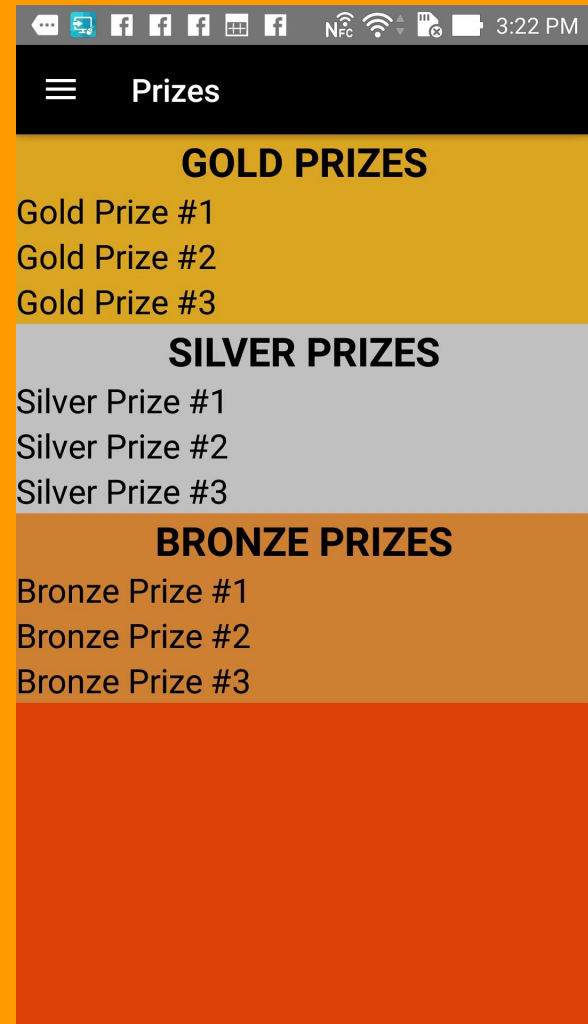 NFC 3:22 PM
Prizes
GOLD PRIZES
Gold Prize #1
Gold Prize #2
Gold Prize #3
SILVER PRIZES
Silver Prize #1
Silver Prize #2
Silver Prize #3
BRONZE PRIZES
Bronze Prize #1
Bronze Prize #2
Bronze Prize #3